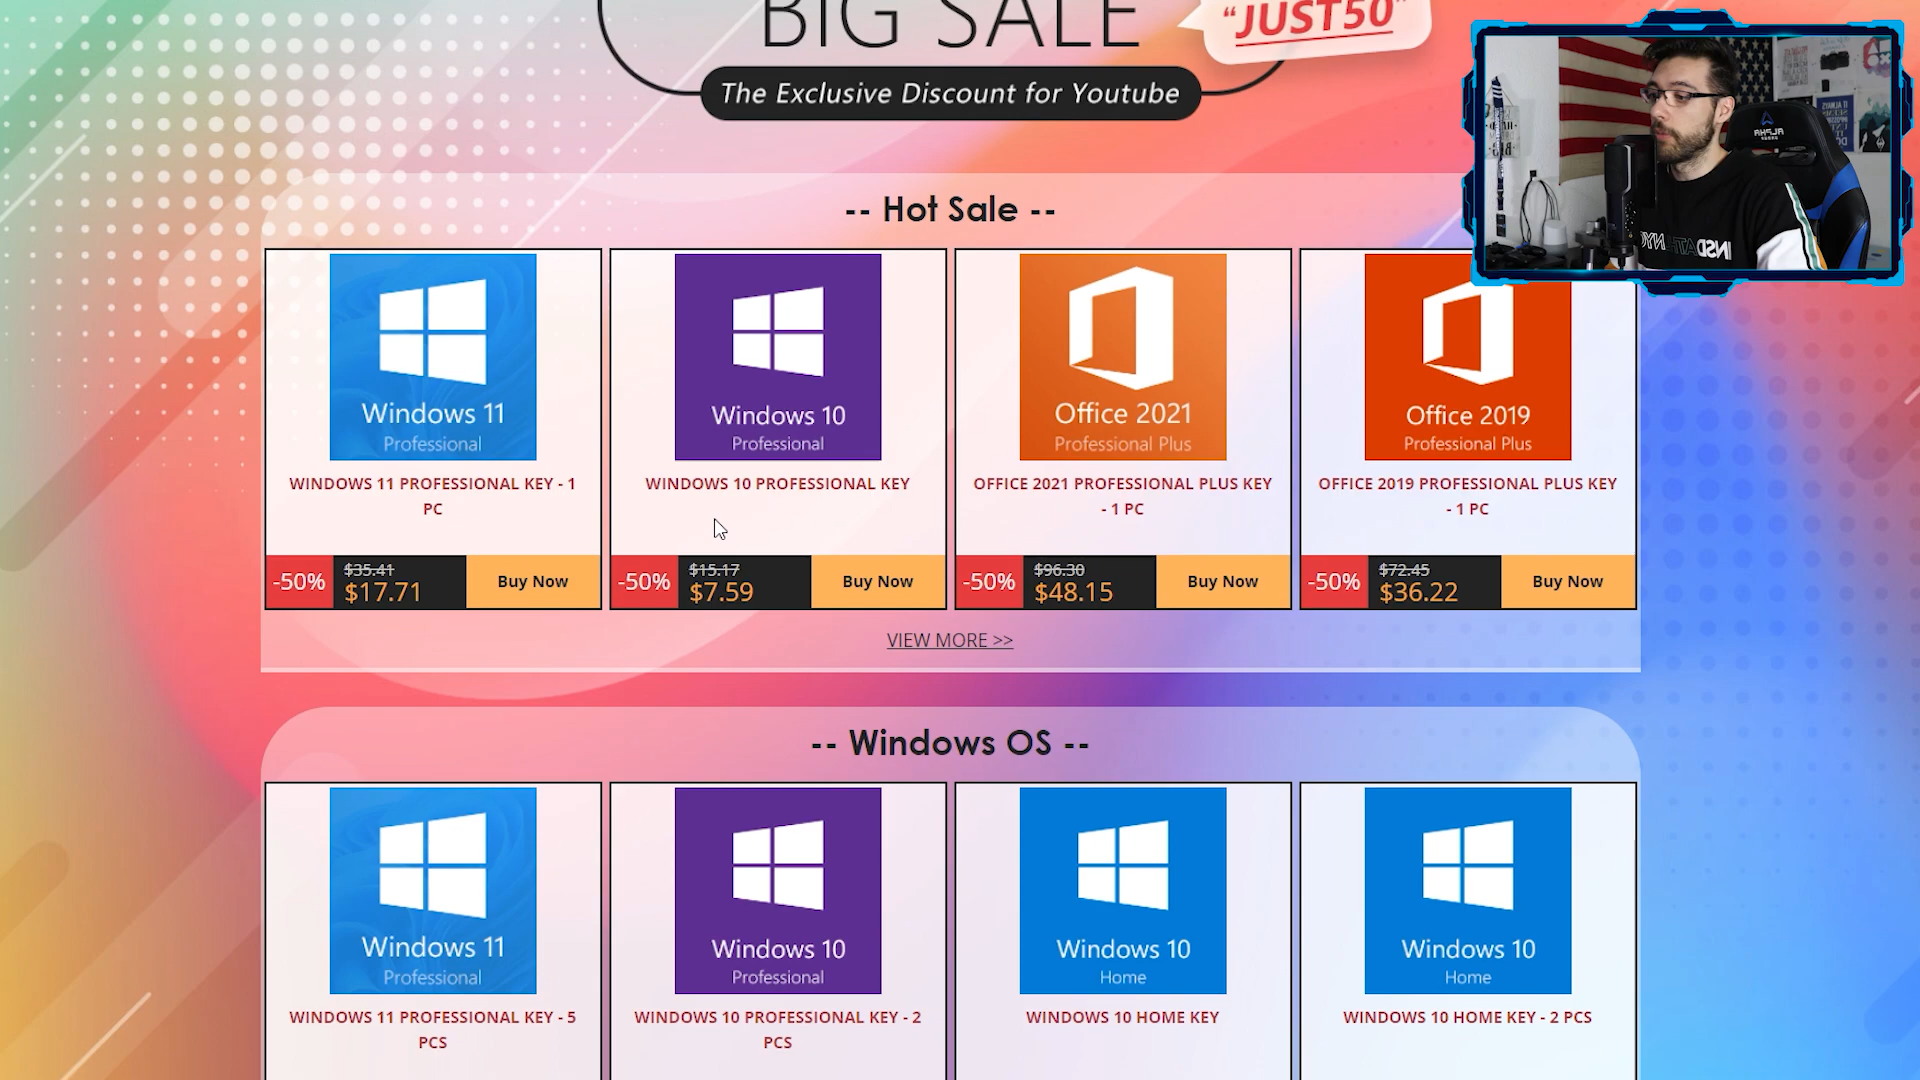 BIG SALE
"JUST50"
The Exclusive Discount for Youtube
-- Hot Sale --
Windows 11
Professional
WINDOWS 11 PROFESSIONAL KEY - 1
PC
-50%
$35.41
$17.71
Buy Now
Windows 10
Professional
WINDOWS 10 PROFESSIONAL KEY
-50%
$15.17
$7.59
Buy Now
Office 2021
Professional Plus
OFFICE 2021 PROFESSIONAL PLUS KEY
- 1 PC
-50%
$96.30
$48.15
Buy Now
Office 2019
Professional Plus
OFFICE 2019 PROFESSIONAL PLUS KEY
- 1 PC
-50%
$72.45
$36.22
Buy Now
VIEW MORE >>
-- Windows OS --
Windows 11
Professional
WINDOWS 11 PROFESSIONAL KEY - 5
PCS
Windows 10
Professional
WINDOWS 10 PROFESSIONAL KEY - 2
PCS
Windows 10
Home
WINDOWS 10 HOME KEY
Windows 10
Home
WINDOWS 10 HOME KEY - 2 PCS